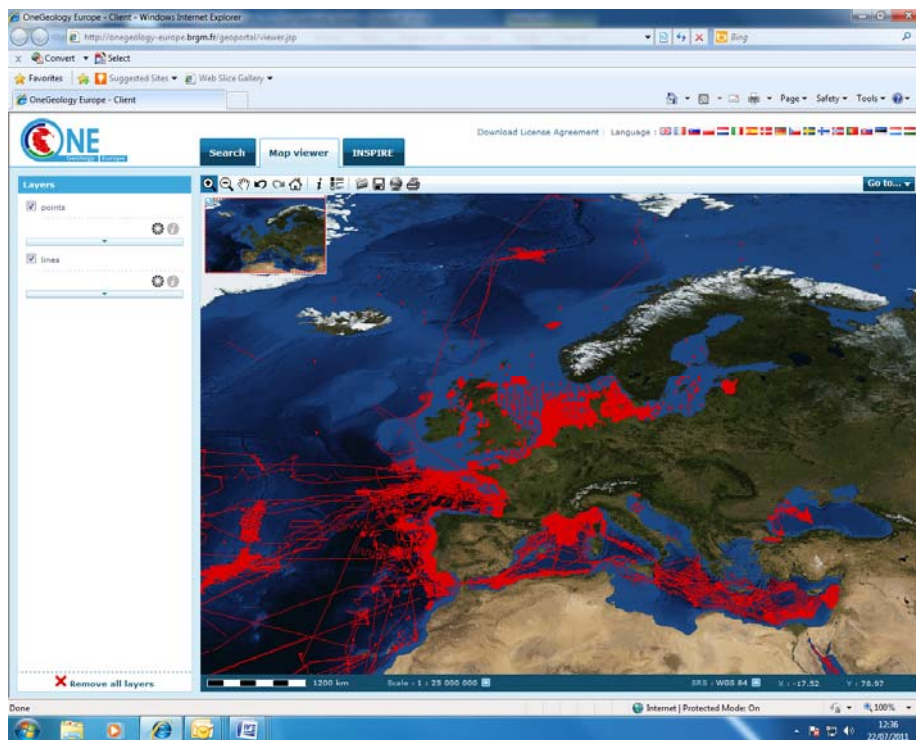 OneGeology Europe - Client - Windows Internet Explorer
http://onegeology-europe.brgm.fr/geoportal/viewer.jsp
Bing
x Convert Select
Favorites Suggested Sites Web Slice Gallery
OneGeology Europe - Client
Page Safety Tools
ONE
Geology Europe
Download License Agreement | Language :
Search
Map viewer
INSPIRE
Layers
Go to...
points
lines
Remove all layers
1200 km
Scale : 1 : 25 000 000
SRS : WGS 84
X : -17.52
Y : 78.97
Done
Internet | Protected Mode: On
100%
12:36
22/07/2011